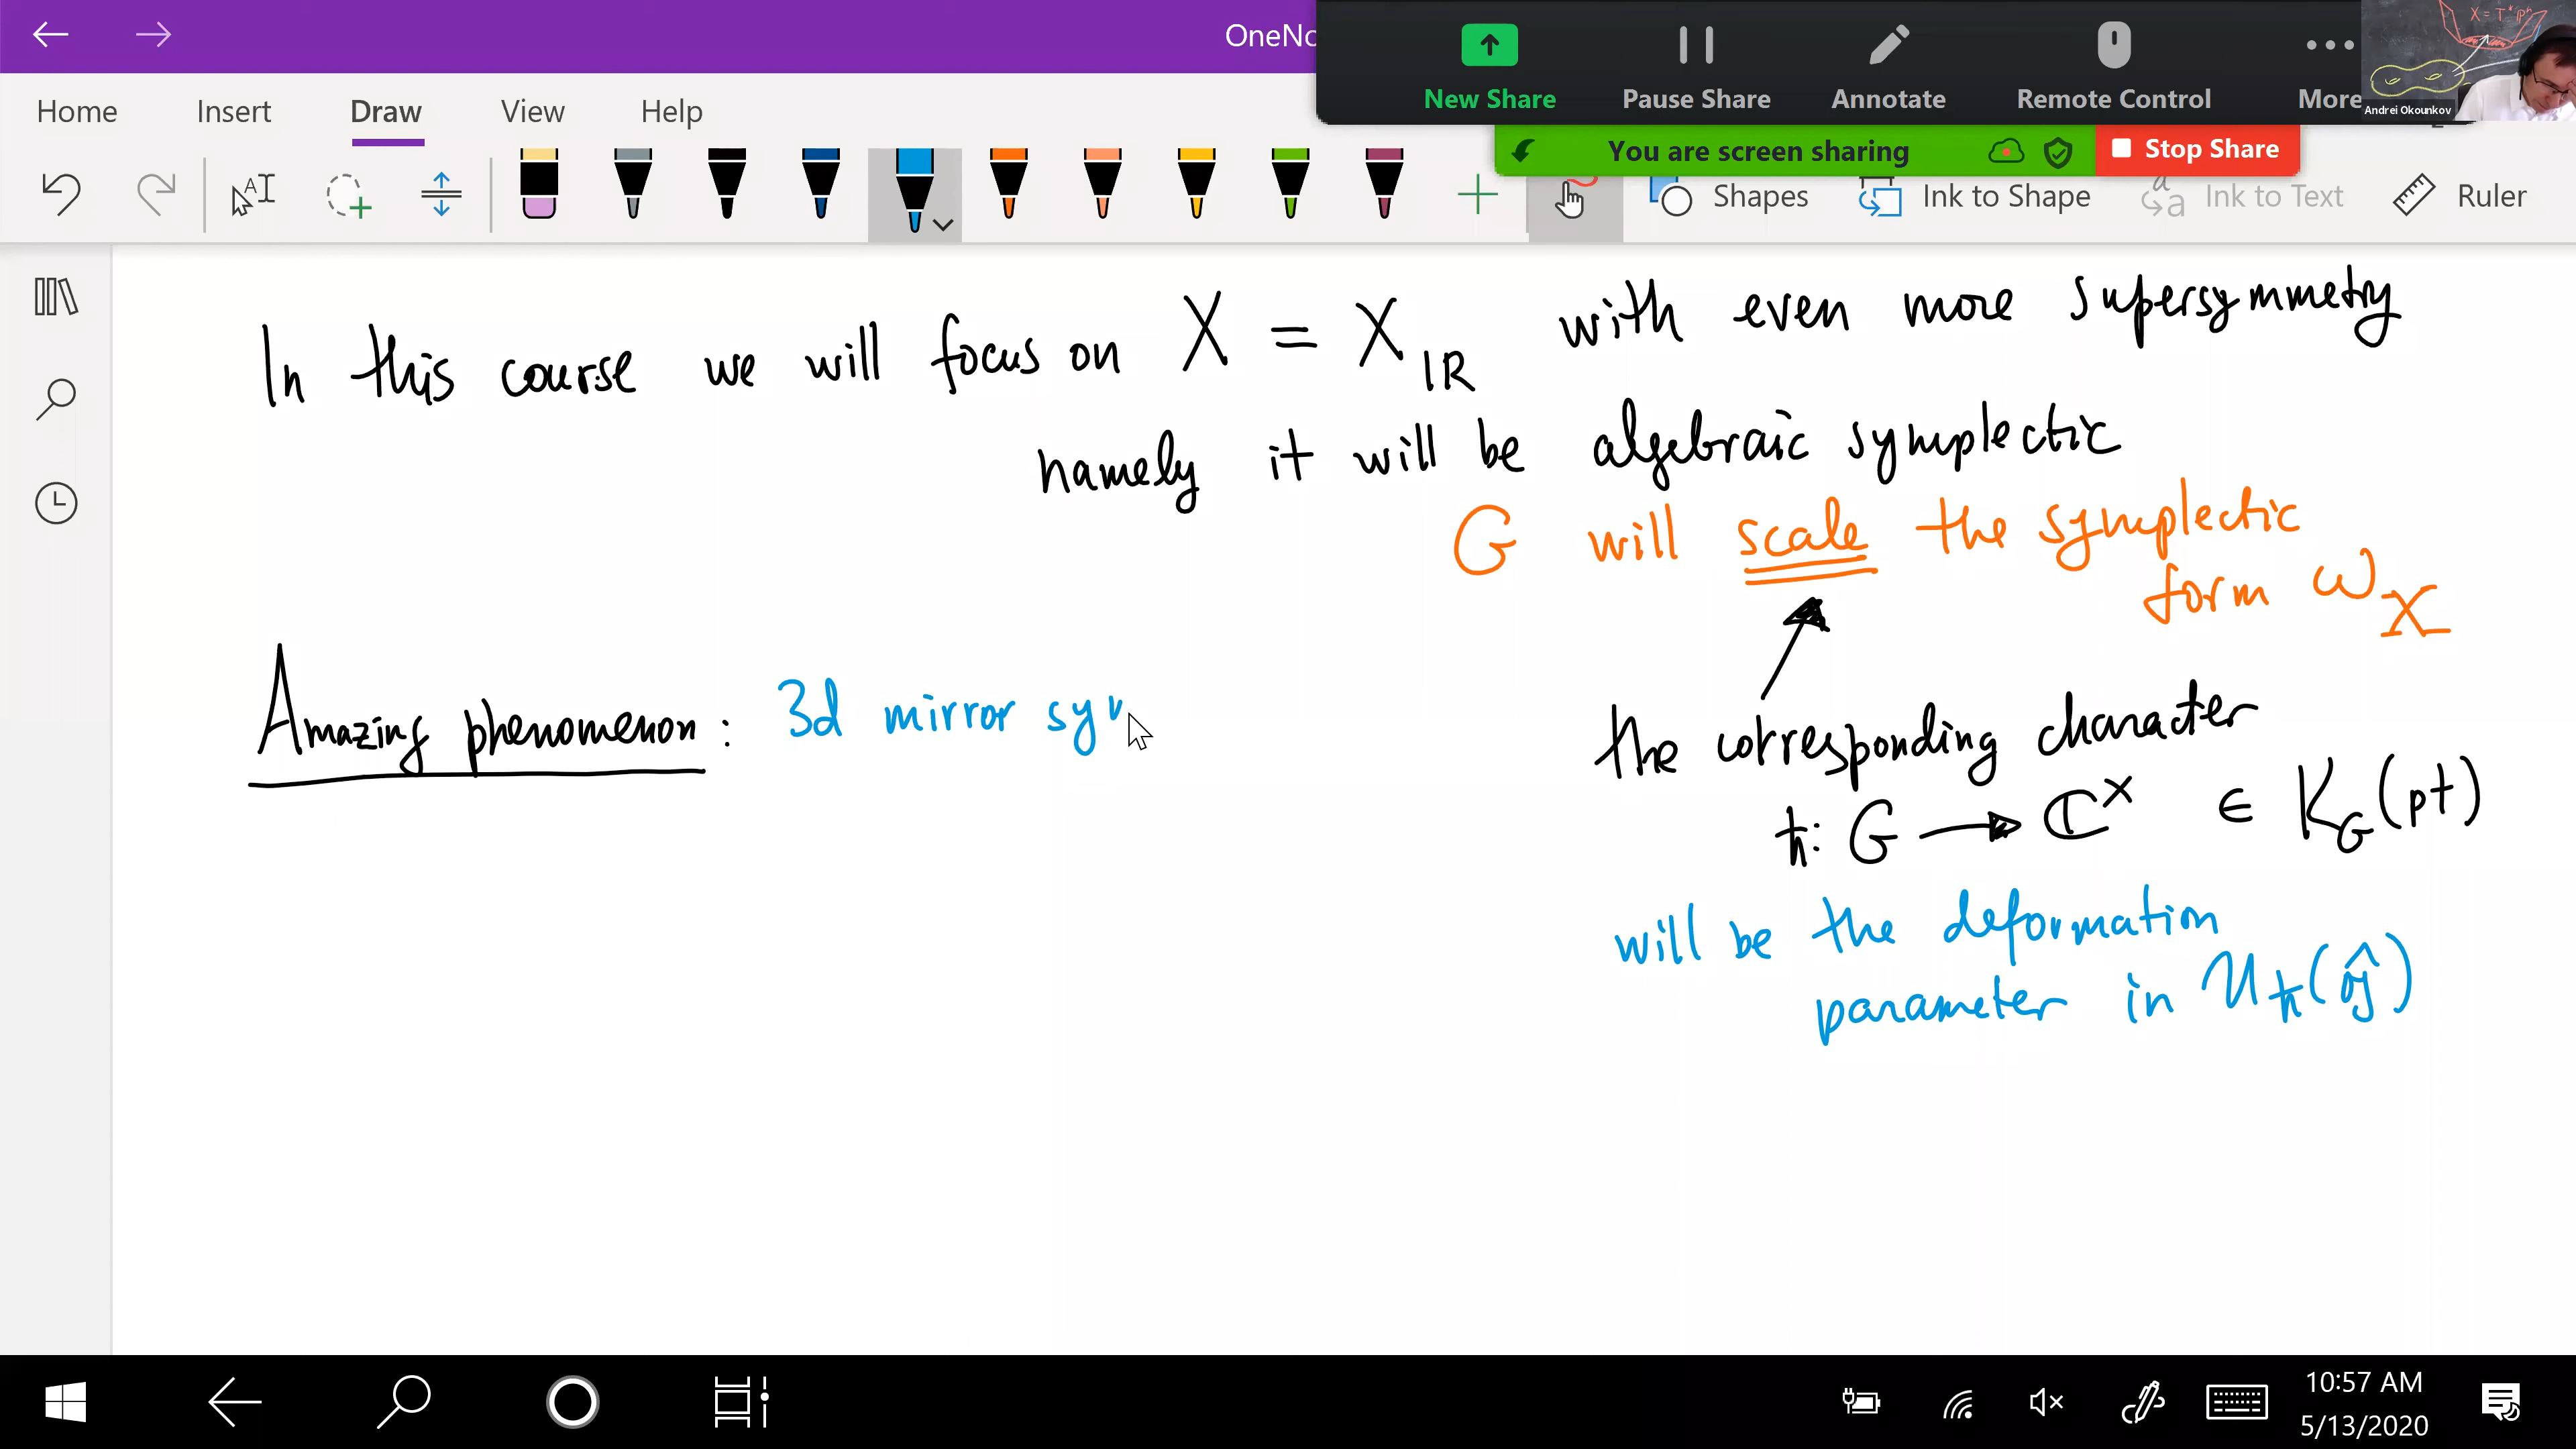 OneNo
New Share
Pause Share
Annotate
Remote Control
More
X = T*Pⁿ
Andrei Okounkov
You are screen sharing
Stop Share
Home Insert Draw View Help
Shapes Ink to Shape Ink to Text Ruler
In this course we will focus on X = X_IR with even more supersymmetry
namely it will be algebraic symplectic
G will scale the symplectic
form ω_X
Amazing phenomenon: 3d mirror sy
the corresponding character
ħ: G → ℂ^× ∈ K_G(pt)
will be the deformation
parameter in U_ħ(ĝ)
10:57 AM
5/13/2020